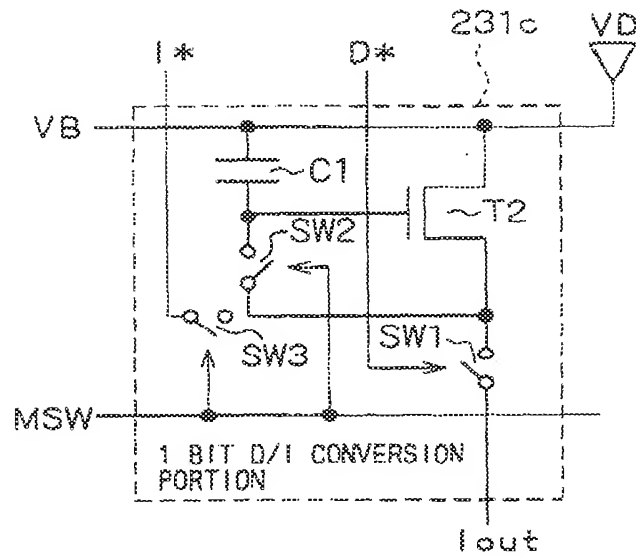 231c
VD
I*
D*
VB
C1
T2
SW2
SW1
SW3
MSW
1 BIT D/I CONVERSION
PORTION
Iout